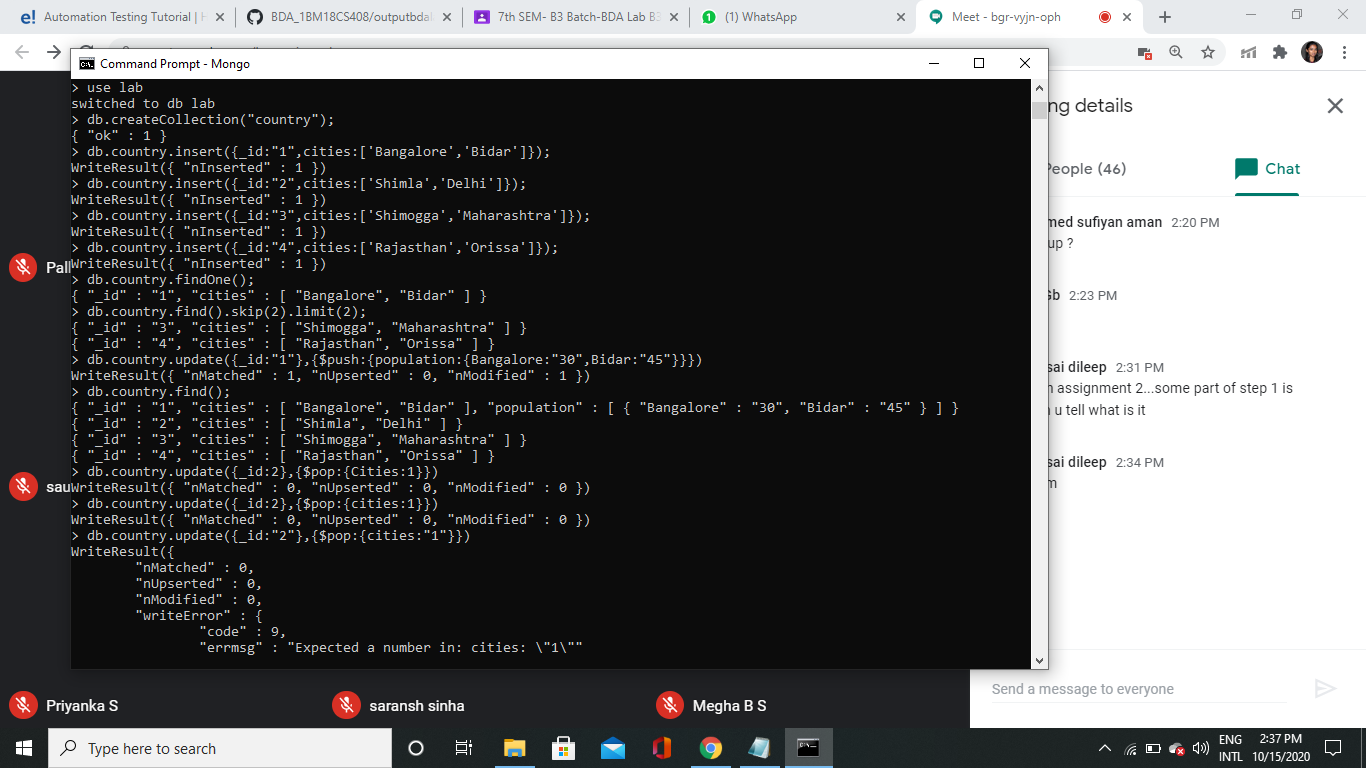 Automation Testing Tutorial | H
BDA_1BM18CS408/outputbda
7th SEM- B3 Batch-BDA Lab B3
(1) WhatsApp
Meet - bgr-vyjn-oph
Command Prompt - Mongo
> use lab
switched to db lab
> db.createCollection("country");
{ "ok" : 1 }
> db.country.insert({_id:"1",cities:['Bangalore','Bidar']});
WriteResult({ "nInserted" : 1 })
> db.country.insert({_id:"2",cities:['Shimla','Delhi']});
WriteResult({ "nInserted" : 1 })
> db.country.insert({_id:"3",cities:['Shimogga','Maharashtra']});
WriteResult({ "nInserted" : 1 })
> db.country.insert({_id:"4",cities:['Rajasthan','Orissa']});
WriteResult({ "nInserted" : 1 })
> db.country.findOne();
{ "_id" : "1", "cities" : [ "Bangalore", "Bidar" ] }
> db.country.find().skip(2).limit(2);
{ "_id" : "3", "cities" : [ "Shimogga", "Maharashtra" ] }
{ "_id" : "4", "cities" : [ "Rajasthan", "Orissa" ] }
> db.country.update({_id:"1"},{$push:{population:{Bangalore:"30",Bidar:"45"}}})
WriteResult({ "nMatched" : 1, "nUpserted" : 0, "nModified" : 1 })
> db.country.find();
{ "_id" : "1", "cities" : [ "Bangalore", "Bidar" ], "population" : [ { "Bangalore" : "30", "Bidar" : "45" } ] }
{ "_id" : "2", "cities" : [ "Shimla", "Delhi" ] }
{ "_id" : "3", "cities" : [ "Shimogga", "Maharashtra" ] }
{ "_id" : "4", "cities" : [ "Rajasthan", "Orissa" ] }
> db.country.update({_id:2},{$pop:{Cities:1}})
WriteResult({ "nMatched" : 0, "nUpserted" : 0, "nModified" : 0 })
> db.country.update({_id:2},{$pop:{cities:1}})
WriteResult({ "nMatched" : 0, "nUpserted" : 0, "nModified" : 0 })
> db.country.update({_id:"2"},{$pop:{cities:"1"}})
WriteResult({
"nMatched" : 0,
"nUpserted" : 0,
"nModified" : 0,
"writeError" : {
"code" : 9,
"errmsg" : "Expected a number in: cities: \"1\""
Pall
sau
Priyanka S
saransh sinha
Megha B S
ng details
People (46)
Chat
med sufiyan aman 2:20 PM
up ?
Gb 2:23 PM
sai dileep 2:31 PM
assignment 2...some part of step 1 is
u tell what is it
sai dileep 2:34 PM
m
Send a message to everyone
Type here to search
ENG
INTL
2:37 PM
10/15/2020